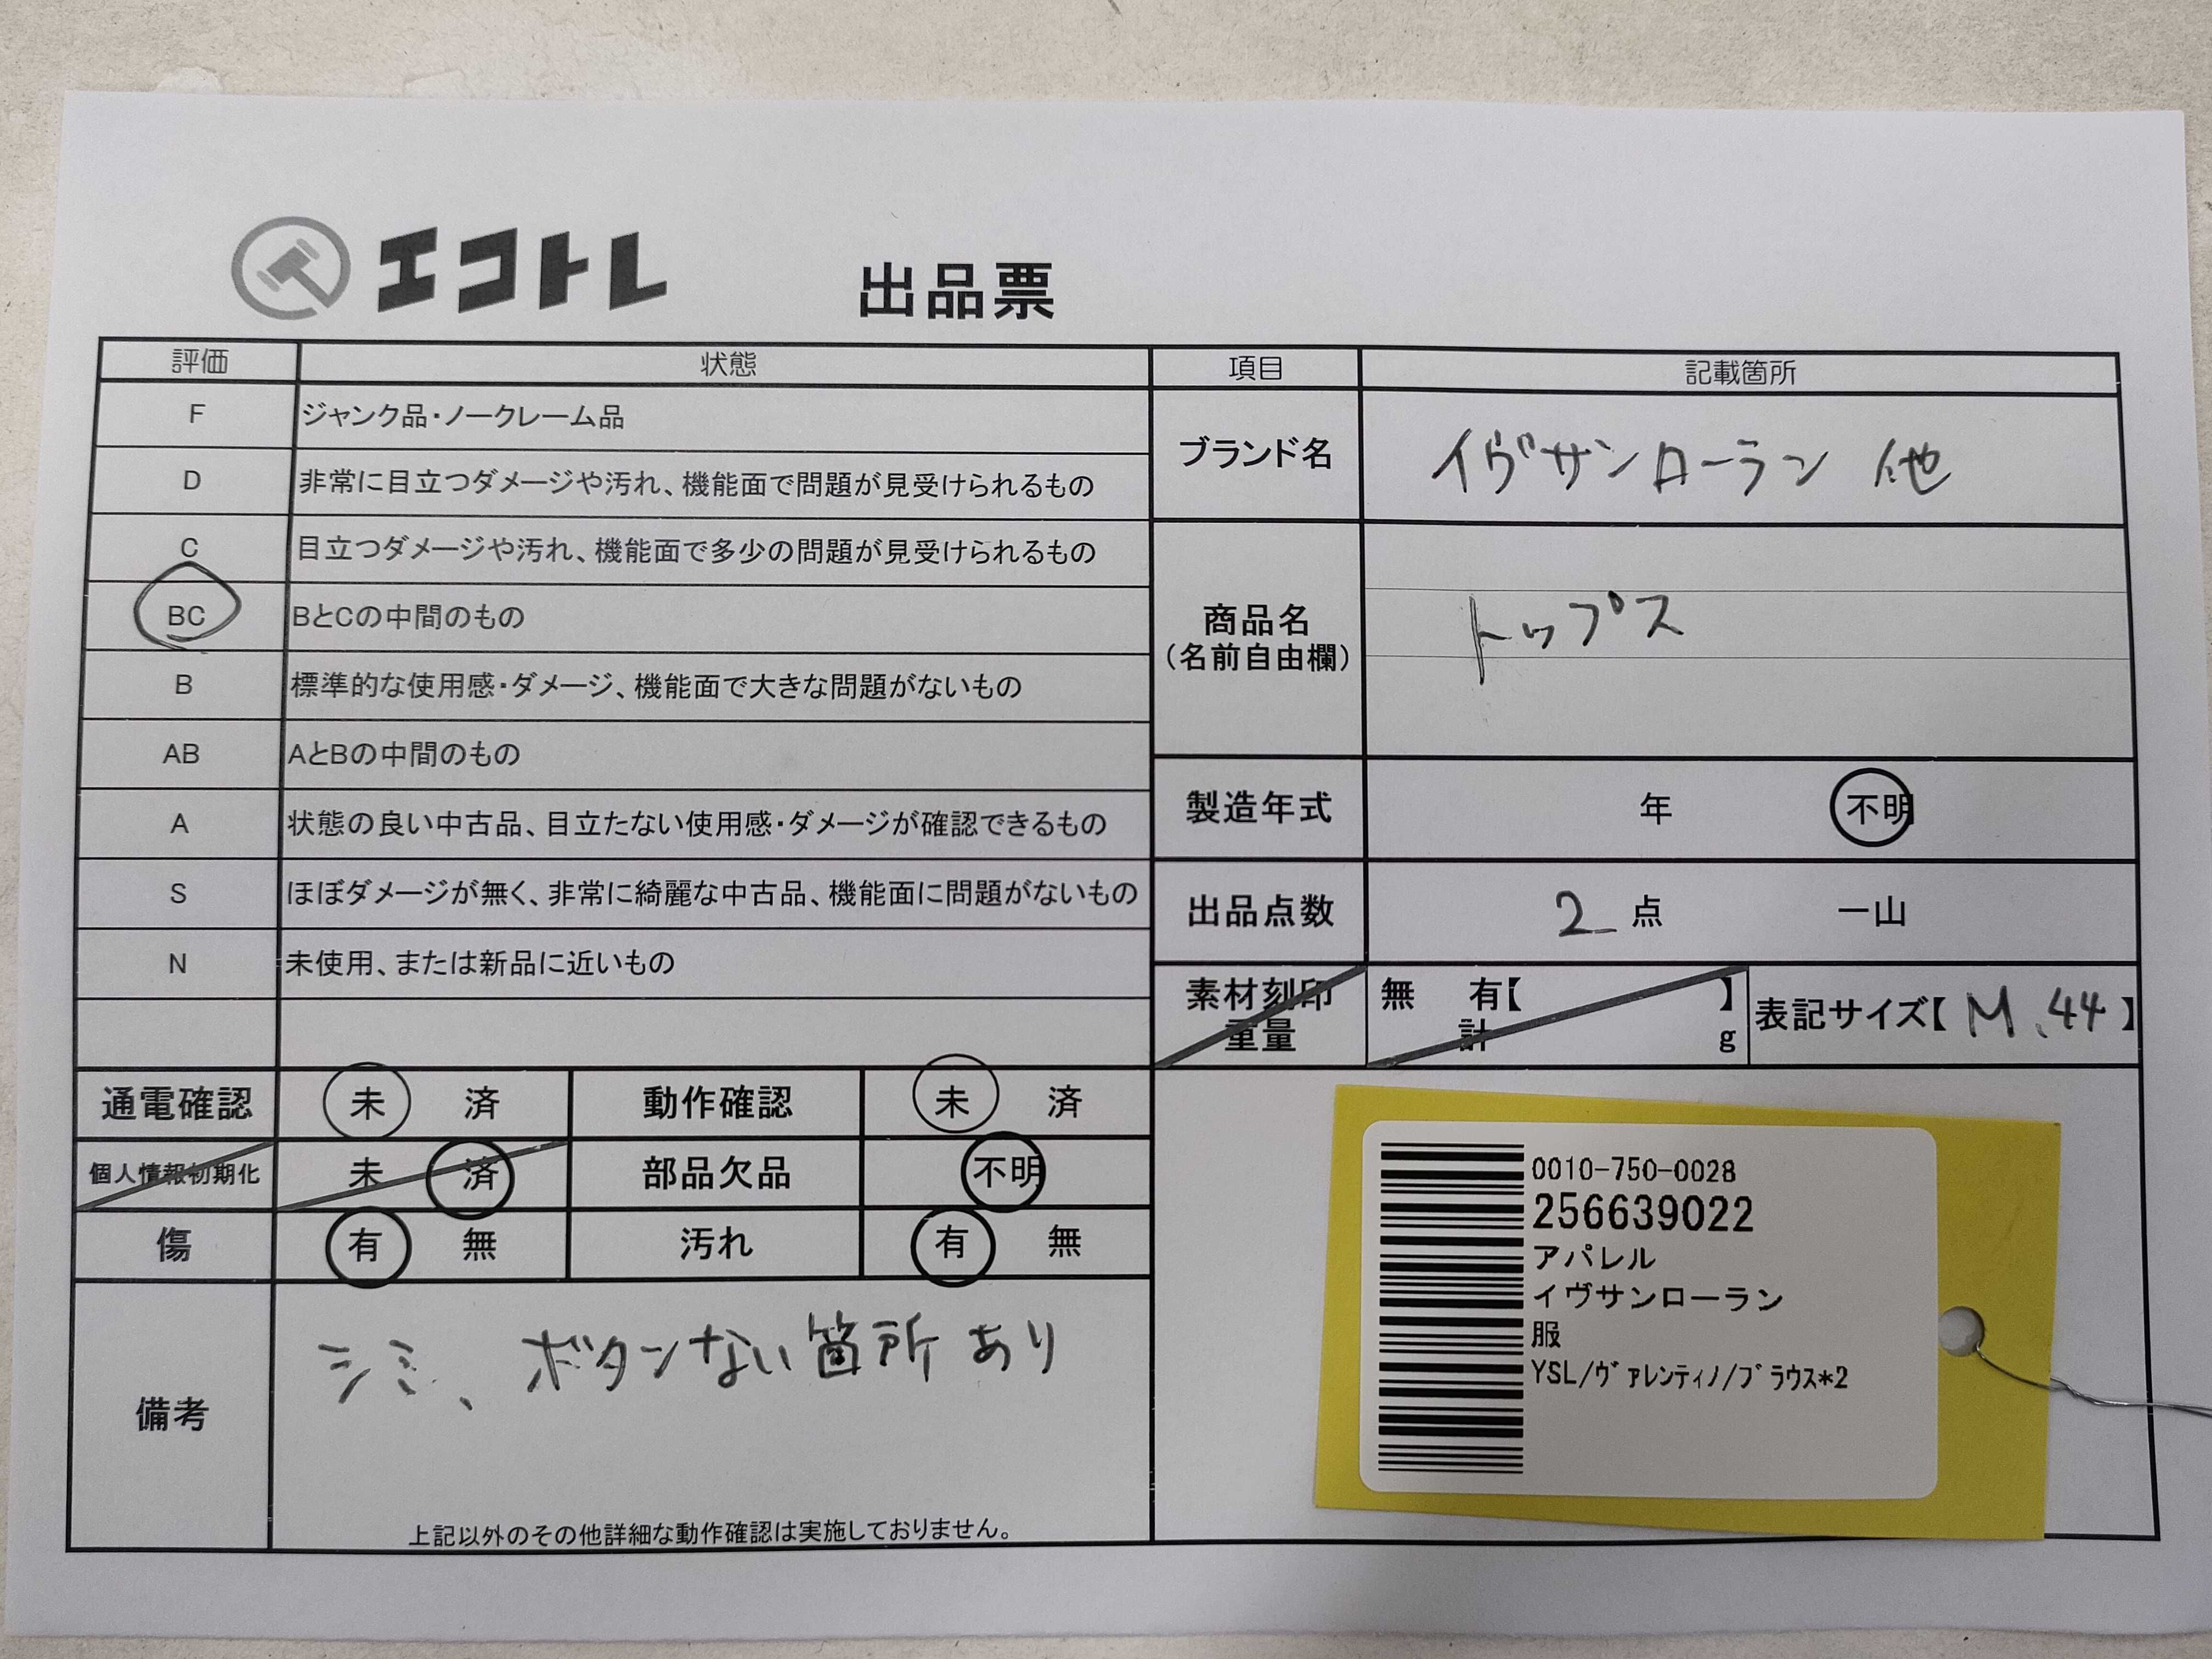 エコトレ
出品票
評価 状態
F ジャンク品・ノークレーム品
D 非常に目立つダメージや汚れ、機能面で問題が見受けられるもの
C 目立つダメージや汚れ、機能面で多少の問題が見受けられるもの
BC BとCの中間のもの
B 標準的な使用感・ダメージ、機能面で大きな問題がないもの
AB AとBの中間のもの
A 状態の良い中古品、目立たない使用感・ダメージが確認できるもの
S ほぼダメージが無く、非常に綺麗な中古品、機能面に問題がないもの
N 未使用、または新品に近いもの
通電確認 未 済 動作確認 未 済
個人情報初期化 未 済 部品欠品 不明
傷 有 無 汚れ 有 無
備考 シミ、ボタンない箇所あり
上記以外のその他詳細な動作確認は実施しておりません。
項目 記載箇所
ブランド名 イヴサンローラン 他
商品名
(名前自由欄)
トップス
製造年式 年 不明
出品点数 2 点 一山
素材刻印 無 有【 】
重量 計 g
表記サイズ【 M、44 】
0010-750-0028
256639022
アパレル
イヴサンローラン
服
YSL/ヴァレンティノ/ブラウス*2